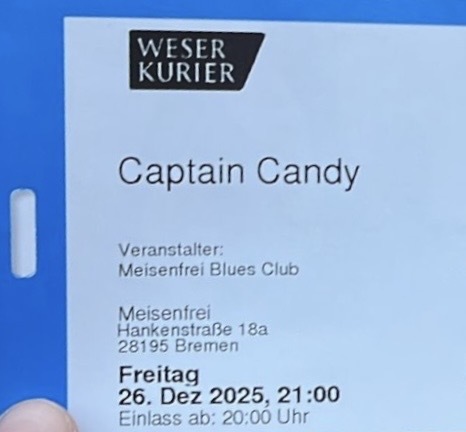 WESER
KURIER
Captain Candy
Veranstalter:
Meisenfrei Blues Club
Meisenfrei
Hankenstraße 18a
28195 Bremen
Freitag
26. Dez 2025, 21:00
Einlass ab: 20:00 Uhr